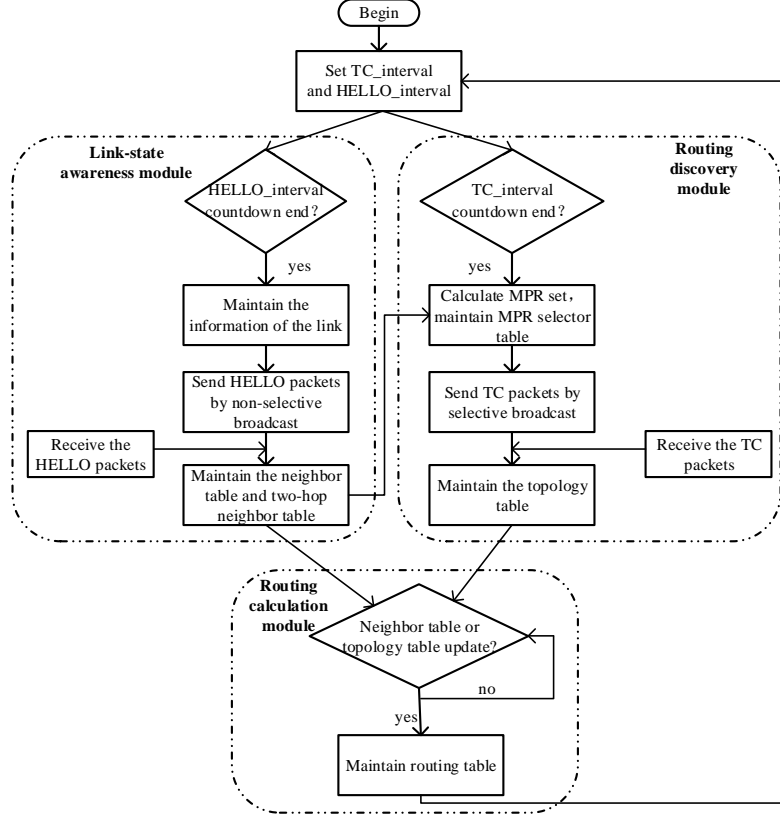 Begin
Set TC_interval
and HELLO_interval
Link-state
awareness module
Routing
discovery
module
HELLO_interval
countdown end？
TC_interval
countdown end？
yes
yes
Maintain the
information of the link
Calculate MPR set，
maintain MPR selector
table
Send HELLO packets
by non-selective
broadcast
Send TC packets by
selective broadcast
Receive the
HELLO packets
Receive the TC
packets
Maintain the neighbor
table and two-hop
neighbor table
Maintain the topology
table
Routing
calculation
module
Neighbor table or
topology table update?
no
yes
Maintain routing table